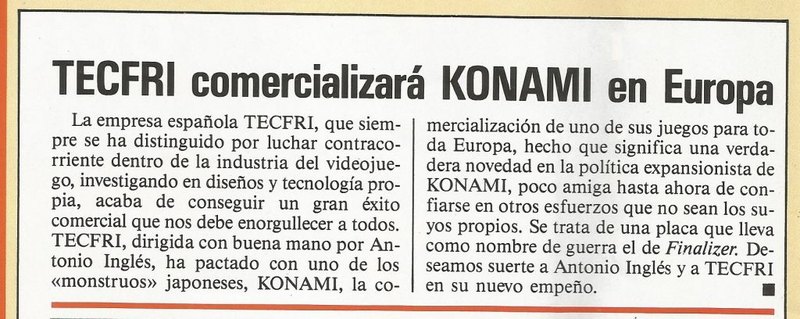 TECFRI comercializará KONAMI en Europa
La empresa española TECFRI, que siem-
pre se ha distinguido por luchar contraco-
rriente dentro de la industria del videojue-
go, investigando en diseños y tecnología pro-
pia, acaba de conseguir un gran éxito
comercial que nos debe enorgullecer a todos.
TECFRI, dirigida con buena mano por An-
tonio Inglés, ha pactado con uno de los
«monstruos» japoneses, KONAMI, la co-
mercialización de uno de sus juegos para to-
da Europa, hecho que significa una verda-
dera novedad en la política expansionista de
KONAMI, poco amiga hasta ahora de con-
fiarse en otros esfuerzos que no sean los su-
yos propios. Se trata de una placa que lleva
como nombre de guerra el de Finalizer. De-
seamos suerte a Antonio Inglés y a TECFRI
en su nuevo empeño.